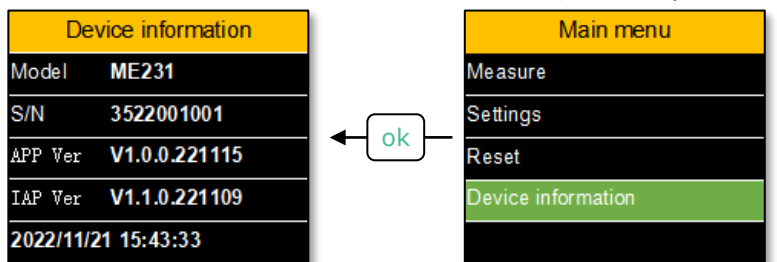 Device information
Model ME231
S/N 3522001001
APP Ver V1.0.0.221115
IAP Ver V1.1.0.221109
2022/11/21 15:43:33
ok
Main menu
Measure
Settings
Reset
Device information